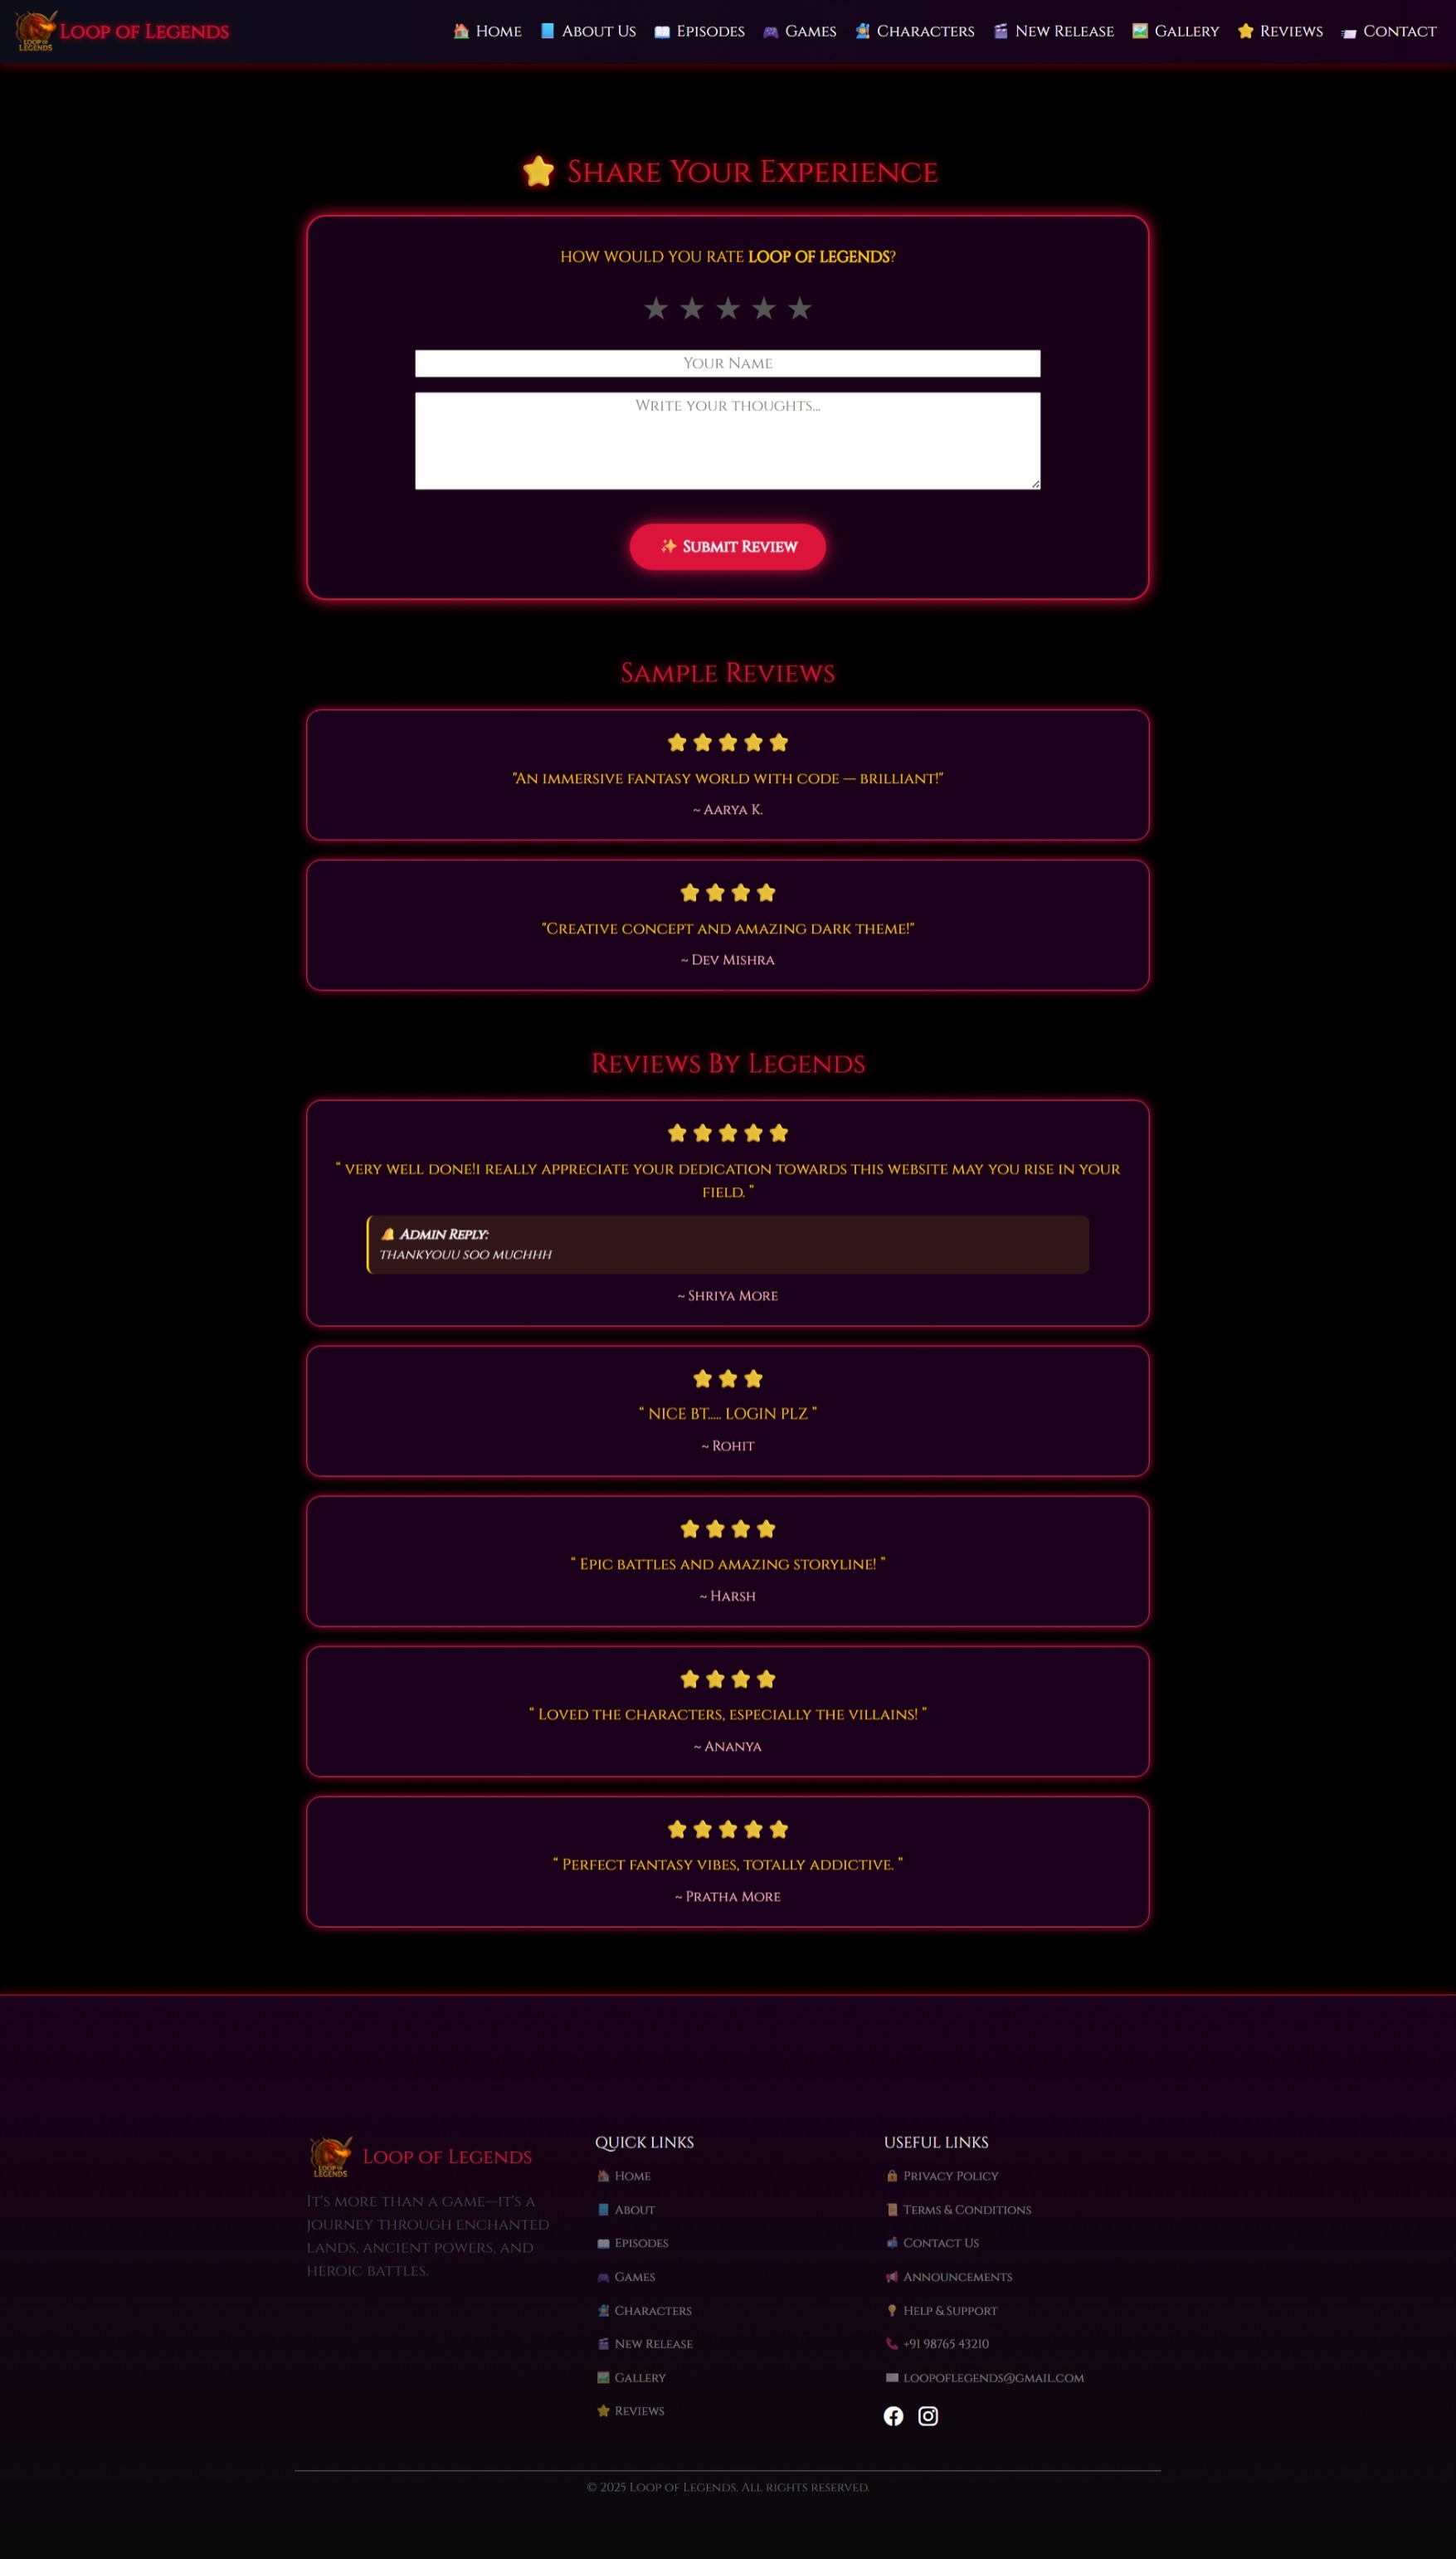 Loop of Legends
🏠 Home 📘 About Us 📖 Episodes 🎮 Games 🧙 Characters 🎬 New Release 🖼️ Gallery ⭐ Reviews 📨 Contact
⭐ Share Your Experience
How would you rate Loop of Legends?
★ ★ ★ ★ ★
Your Name
Write your thoughts...
✨ Submit Review
Sample Reviews
⭐⭐⭐⭐⭐
"An immersive fantasy world with code — brilliant!"
~ Aarya K.
⭐⭐⭐⭐
"Creative concept and amazing dark theme!"
~ Dev Mishra
Reviews By Legends
⭐⭐⭐⭐⭐
“ very well done!i really appreciate your dedication towards this website may you rise in your
field. ”
🔔 Admin Reply:
thankyouu soo muchhh
~ Shriya More
⭐⭐⭐
“ NICE BT..... LOGIN PLZ ”
~ Rohit
⭐⭐⭐⭐
“ Epic battles and amazing storyline! ”
~ Harsh
⭐⭐⭐⭐
“ Loved the characters, especially the villains! ”
~ Ananya
⭐⭐⭐⭐⭐
“ Perfect fantasy vibes, totally addictive. ”
~ Pratha More
LOOP OF LEGENDS
Loop of Legends
It's more than a game—it's a
journey through enchanted
lands, ancient powers, and
heroic battles.
QUICK LINKS
🏠 Home
📘 About
📖 Episodes
🎮 Games
🧙 Characters
🎬 New Release
🖼️ Gallery
⭐ Reviews
USEFUL LINKS
🔒 Privacy Policy
📜 Terms & Conditions
📬 Contact Us
📢 Announcements
💡 Help & Support
📞 +91 98765 43210
✉️ loopoflegends@gmail.com
© 2025 Loop of Legends. All rights reserved.